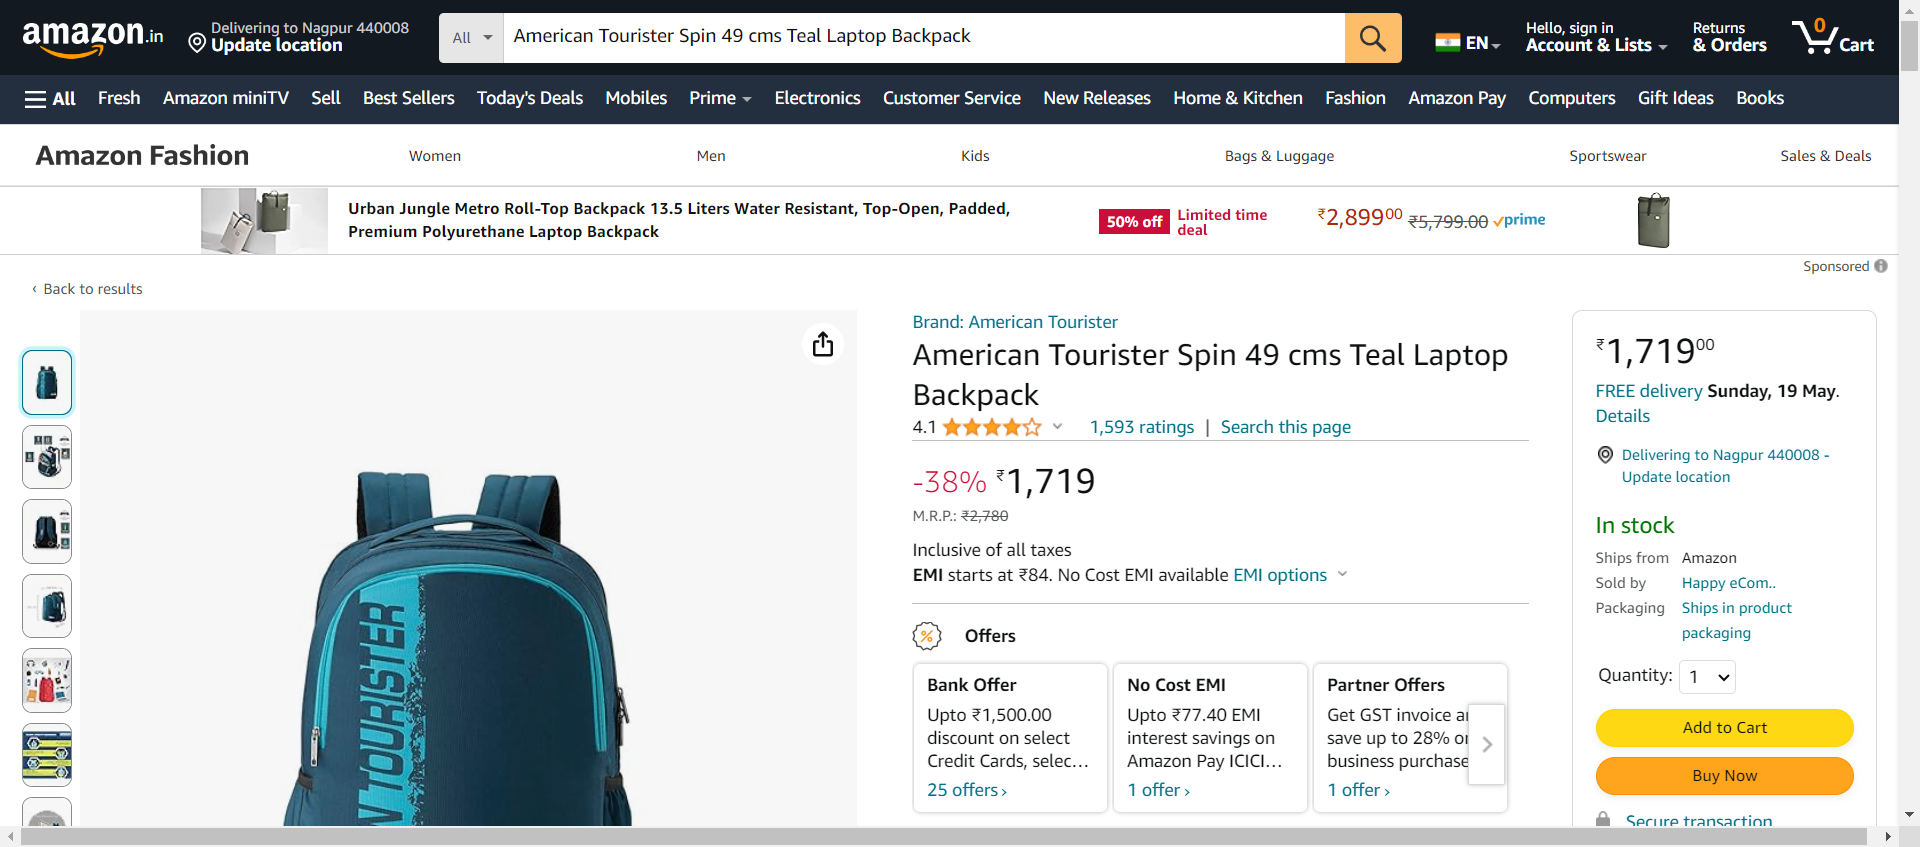 amazon.in
Delivering to Nagpur 440008
Update location
All
American Tourister Spin 49 cms Teal Laptop Backpack
EN
Hello, sign in
Account & Lists
Returns
& Orders
0
Cart
All
Fresh
Amazon miniTV
Sell
Best Sellers
Today's Deals
Mobiles
Prime
Electronics
Customer Service
New Releases
Home & Kitchen
Fashion
Amazon Pay
Computers
Gift Ideas
Books
Amazon Fashion
Women
Men
Kids
Bags & Luggage
Sportswear
Sales & Deals
Urban Jungle Metro Roll-Top Backpack 13.5 Liters Water Resistant, Top-Open, Padded,
Premium Polyurethane Laptop Backpack
50% off
Limited time
deal
₹2,89900
₹5,799.00
prime
Sponsored
‹ Back to results
N TOURISTER
Brand: American Tourister
American Tourister Spin 49 cms Teal Laptop
Backpack
4.1
1,593 ratings
|
Search this page
-38% ₹1,719
M.R.P.: ₹2,780
Inclusive of all taxes
EMI starts at ₹84. No Cost EMI available EMI options
% Offers
Bank Offer
Upto ₹1,500.00
discount on select
Credit Cards, selec...
25 offers ›
No Cost EMI
Upto ₹77.40 EMI
interest savings on
Amazon Pay ICICI...
1 offer ›
Partner Offers
Get GST invoice a
save up to 28% o
business purchase
1 offer ›
₹1,71900
FREE delivery Sunday, 19 May.
Details
Delivering to Nagpur 440008 -
Update location
In stock
Ships from Amazon
Sold by Happy eCom..
Packaging Ships in product
packaging
Quantity: 1
Add to Cart
Buy Now
Secure transaction